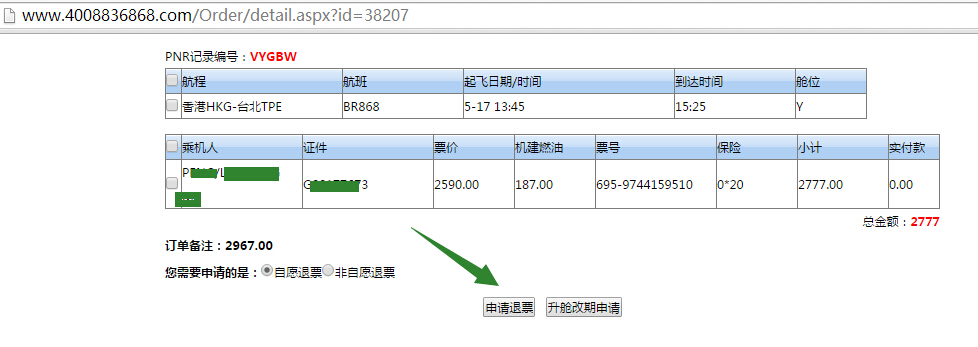 www.4008836868.com/Order/detail.aspx?id=38207
PNR记录编号：VYGBW
航程 航班 起飞日期/时间 到达时间 舱位
香港HKG-台北TPE BR868 5-17 13:45 15:25 Y
乘机人 证件 票价 机建燃油 票号 保险 小计 实付款
2590.00 187.00 695-9744159510 0*20 2777.00 0.00
总金额：2777
订单备注：2967.00
您需要申请的是：自愿退票 非自愿退票
申请退票 升舱改期申请